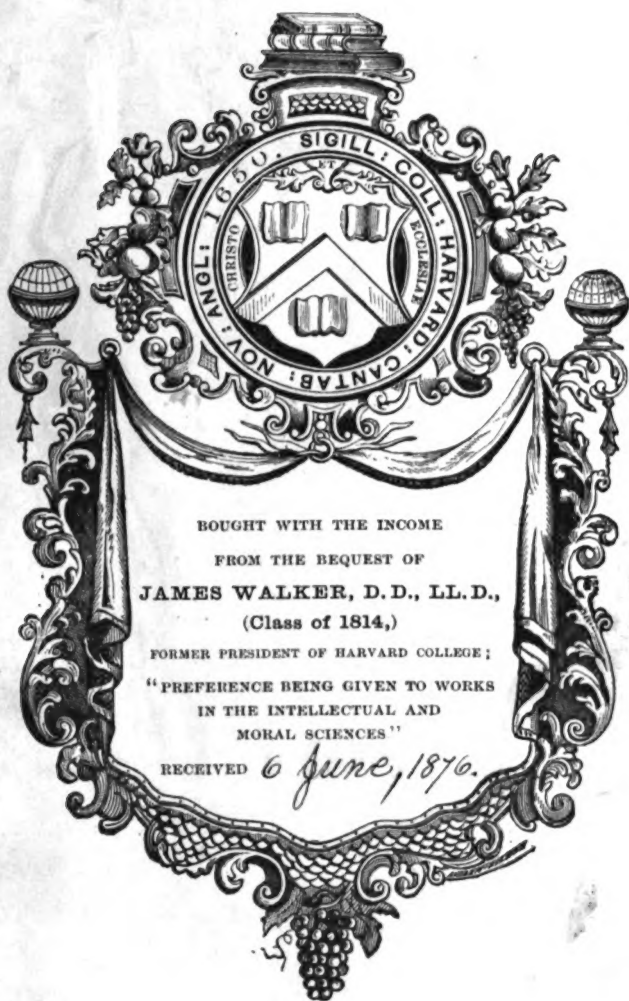 SIGILL: COLL: HARVARD: CANTAB: NOV: ANGL: 1650.
ET
CHRISTO
ECCLESIAE
BOUGHT WITH THE INCOME
FROM THE BEQUEST OF
JAMES WALKER, D.D., LL.D.,
(Class of 1814,)
FORMER PRESIDENT OF HARVARD COLLEGE;
"PREFERENCE BEING GIVEN TO WORKS
IN THE INTELLECTUAL AND
MORAL SCIENCES"
RECEIVED 6 June, 1876.